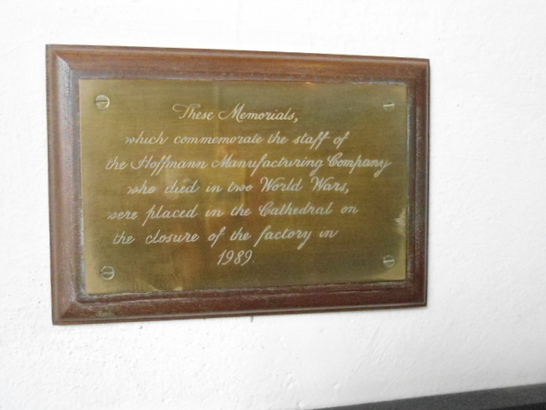 These Memorials,
which commemorate the staff of
the Hoffmann Manufacturing Company
who died in two World Wars,
were placed in the Cathedral on
the closure of the factory in
1989